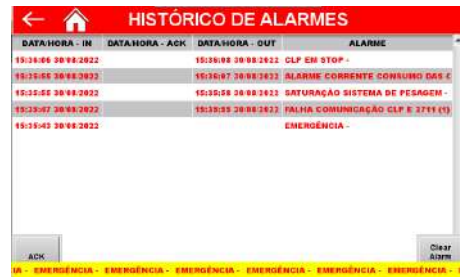 HISTÓRICO DE ALARMES
DATA/HORA - IN DATA/HORA - ACK DATA/HORA - OUT ALARME
15:36:06 30/08/2022 15:36:08 30/08/2022 CLP EM STOP -
15:35:55 30/08/2022 15:36:07 30/08/2022 ALARME CORRENTE CONSUMO DAS
15:35:55 30/08/2022 15:35:58 30/08/2022 SATURAÇÃO SISTEMA DE PESAGEM -
15:35:47 30/08/2022 15:35:55 30/08/2022 FALHA COMUNICAÇÃO CLP E 2711 (1)
15:35:43 30/08/2022 EMERGÊNCIA -
ACK
Clear
Alarm
IA - EMERGÊNCIA - EMERGÊNCIA - EMERGÊNCIA - EMERGÊNCIA - EMERGÊNCIA - EMERGÊNCIA -